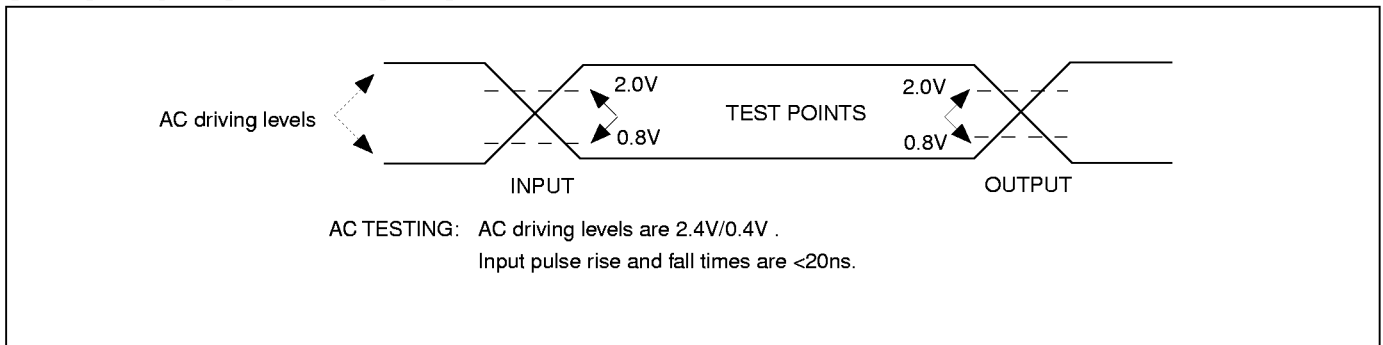 2.0V
2.0V
AC driving levels
TEST POINTS
0.8V
0.8V
INPUT
OUTPUT
AC TESTING: AC driving levels are 2.4V/0.4V .
Input pulse rise and fall times are <20ns.